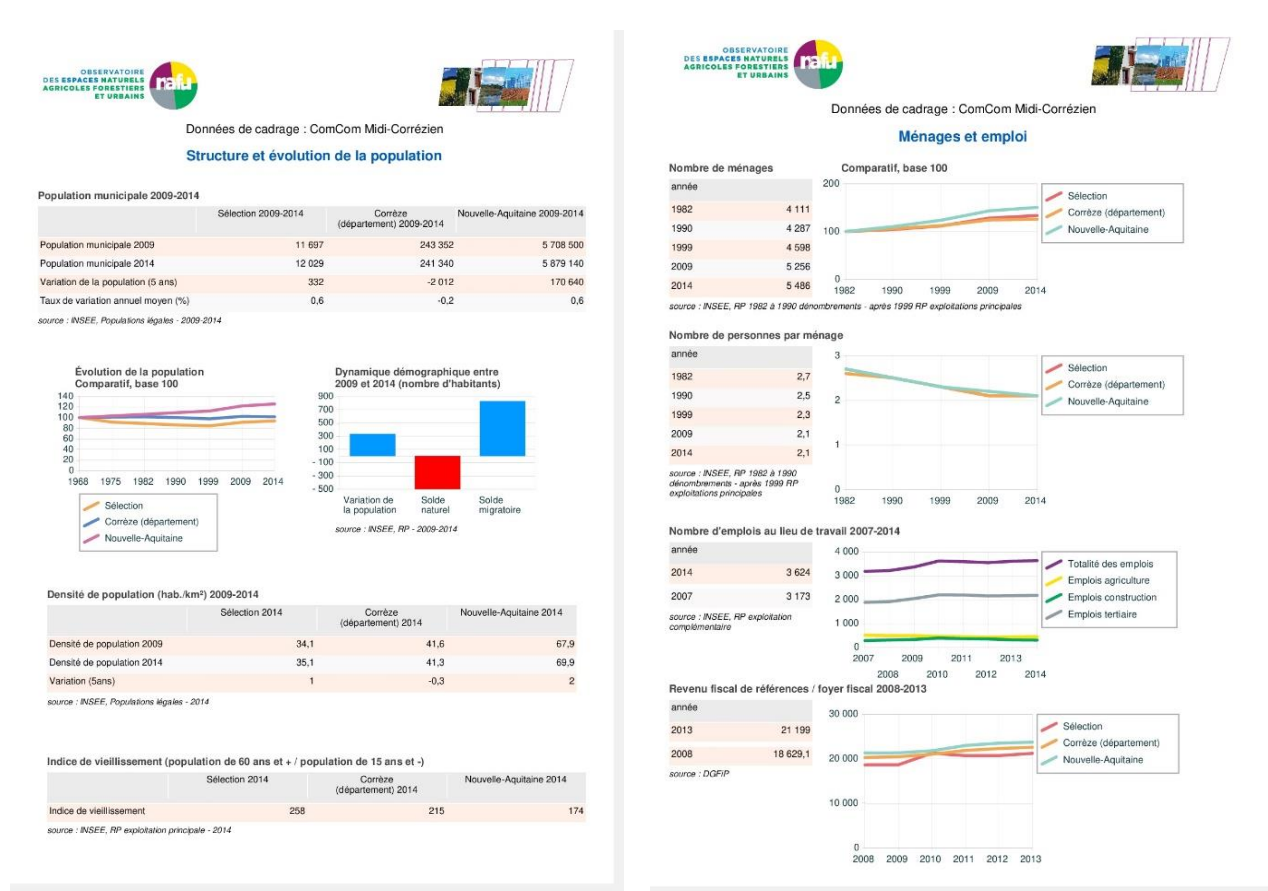 OBSERVATOIRE
DES ESPACES NATURELS
AGRICOLES FORESTIERS
ET URBAINS
nafu
Données de cadrage : ComCom Midi-Corrézien
Structure et évolution de la population
Population municipale 2009-2014
Sélection 2009-2014 Corrèze (département) 2009-2014 Nouvelle-Aquitaine 2009-2014
Population municipale 2009 11 697 243 352 5 708 500
Population municipale 2014 12 029 241 340 5 879 140
Variation de la population (5 ans) 332 -2 012 170 640
Taux de variation annuel moyen (%) 0,6 -0,2 0,6
source : INSEE, Populations légales - 2009-2014
Évolution de la population
Comparatif, base 100
140
120
100
80
60
40
20
0
1968 1975 1982 1990 1999 2009 2014
Sélection
Corrèze (département)
Nouvelle-Aquitaine
Dynamique démographique entre
2009 et 2014 (nombre d'habitants)
900
700
500
300
100
- 100
- 300
- 500
Variation de la population Solde naturel Solde migratoire
source : INSEE, RP - 2009-2014
Densité de population (hab./km²) 2009-2014
Sélection 2014 Corrèze (département) 2014 Nouvelle-Aquitaine 2014
Densité de population 2009 34,1 41,6 67,9
Densité de population 2014 35,1 41,3 69,9
Variation (5ans) 1 -0,3 2
source : INSEE, Populations légales - 2014
Indice de vieillissement (population de 60 ans et + / population de 15 ans et -)
Sélection 2014 Corrèze (département) 2014 Nouvelle-Aquitaine 2014
Indice de vieillissement 258 215 174
source : INSEE, RP exploitation principale - 2014
OBSERVATOIRE
DES ESPACES NATURELS
AGRICOLES FORESTIERS
ET URBAINS
nafu
Données de cadrage : ComCom Midi-Corrézien
Ménages et emploi
Nombre de ménages
année
1982 4 111
1990 4 287
1999 4 598
2009 5 256
2014 5 486
Comparatif, base 100
200
100
0
1982 1990 1999 2009 2014
Sélection
Corrèze (département)
Nouvelle-Aquitaine
source : INSEE, RP 1982 à 1990 dénombrements - après 1999 RP exploitations principales
Nombre de personnes par ménage
année
1982 2,7
1990 2,5
1999 2,3
2009 2,1
2014 2,1
source : INSEE, RP 1982 à 1990
dénombrements - après 1999 RP
exploitations principales
3
2
1
0
1982 1990 1999 2009 2014
Sélection
Corrèze (département)
Nouvelle-Aquitaine
Nombre d'emplois au lieu de travail 2007-2014
année
2014 3 624
2007 3 173
source : INSEE, RP exploitation
complémentaire
4 000
3 000
2 000
1 000
0
2007 2009 2011 2013
2008 2010 2012 2014
Totalité des emplois
Emplois agriculture
Emplois construction
Emplois tertiaire
Revenu fiscal de références / foyer fiscal 2008-2013
année
2013 21 199
2008 18 629,1
source : DGFiP
30 000
20 000
10 000
0
2008 2009 2010 2011 2012 2013
Sélection
Corrèze (département)
Nouvelle-Aquitaine